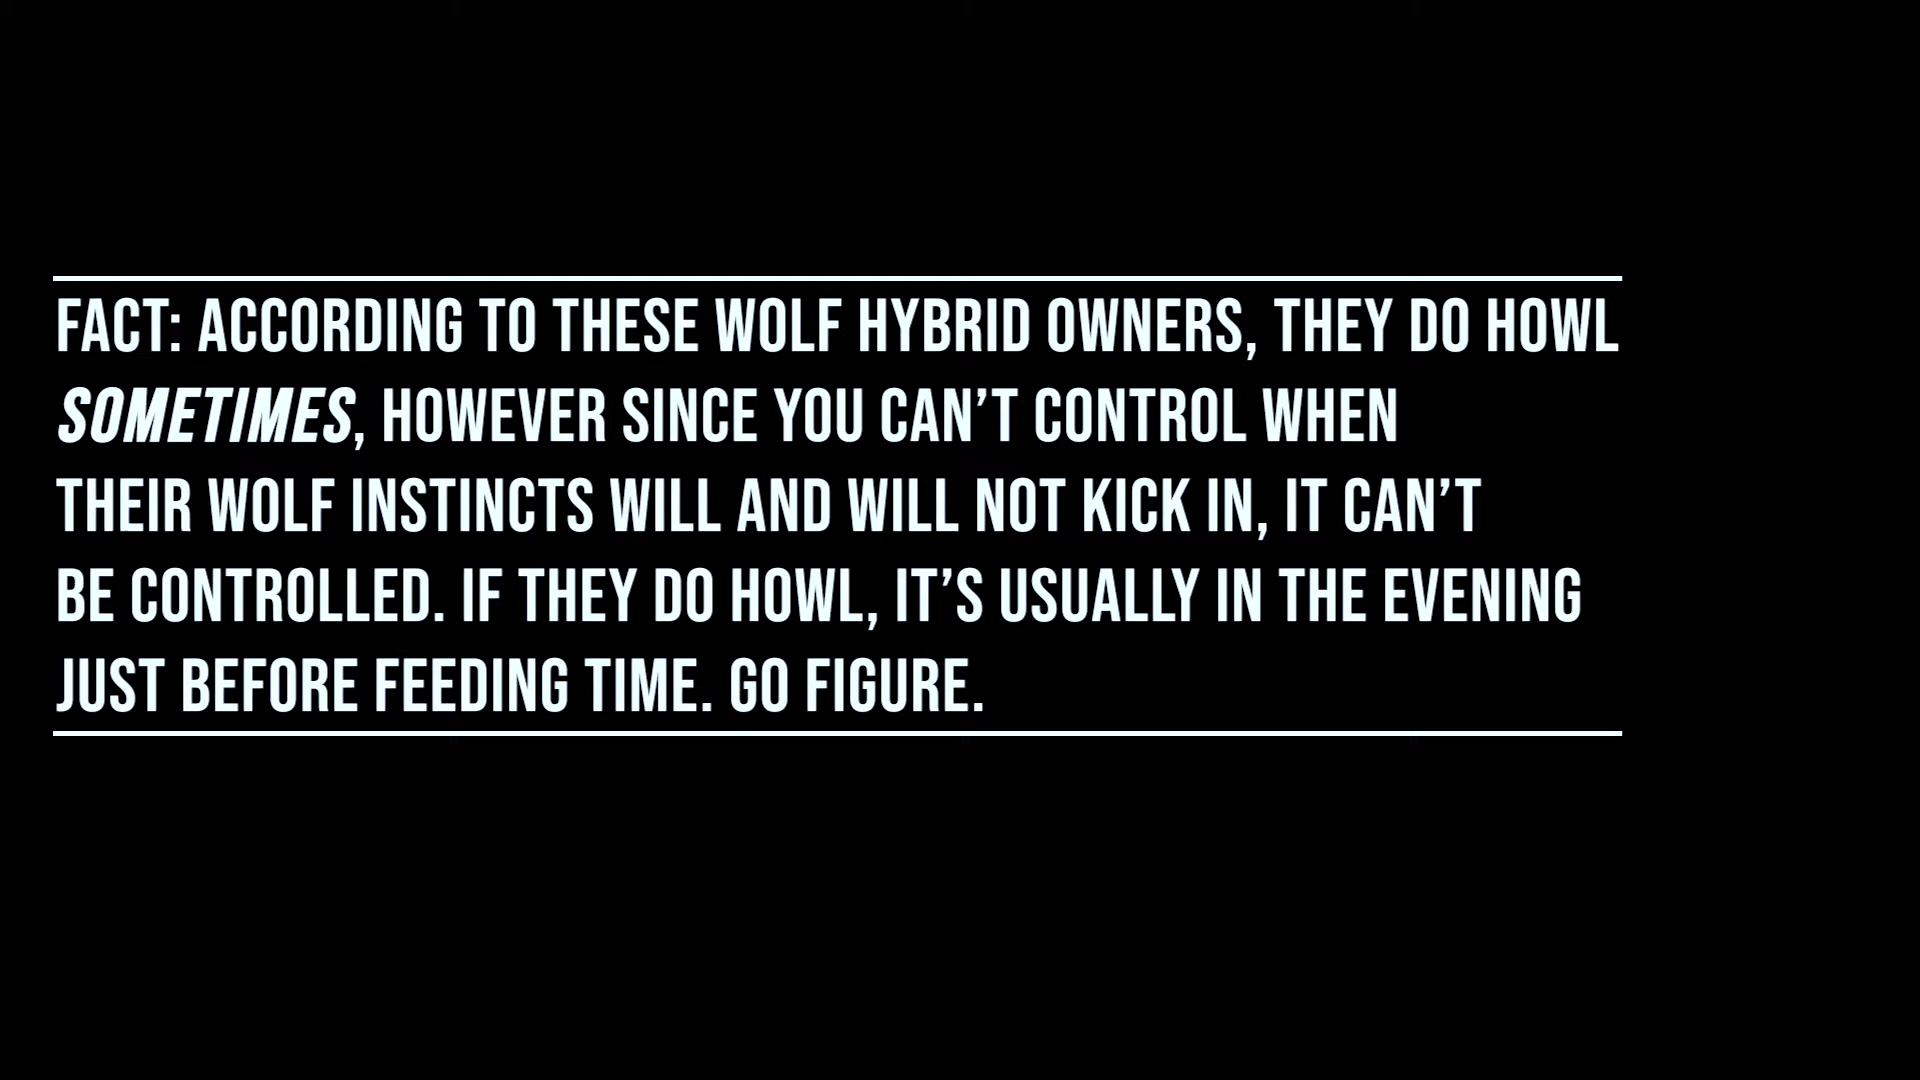 FACT: ACCORDING TO THESE WOLF HYBRID OWNERS, THEY DO HOWL
SOMETIMES, HOWEVER SINCE YOU CAN’T CONTROL WHEN
THEIR WOLF INSTINCTS WILL AND WILL NOT KICK IN, IT CAN’T
BE CONTROLLED. IF THEY DO HOWL, IT’S USUALLY IN THE EVENING
JUST BEFORE FEEDING TIME. GO FIGURE.